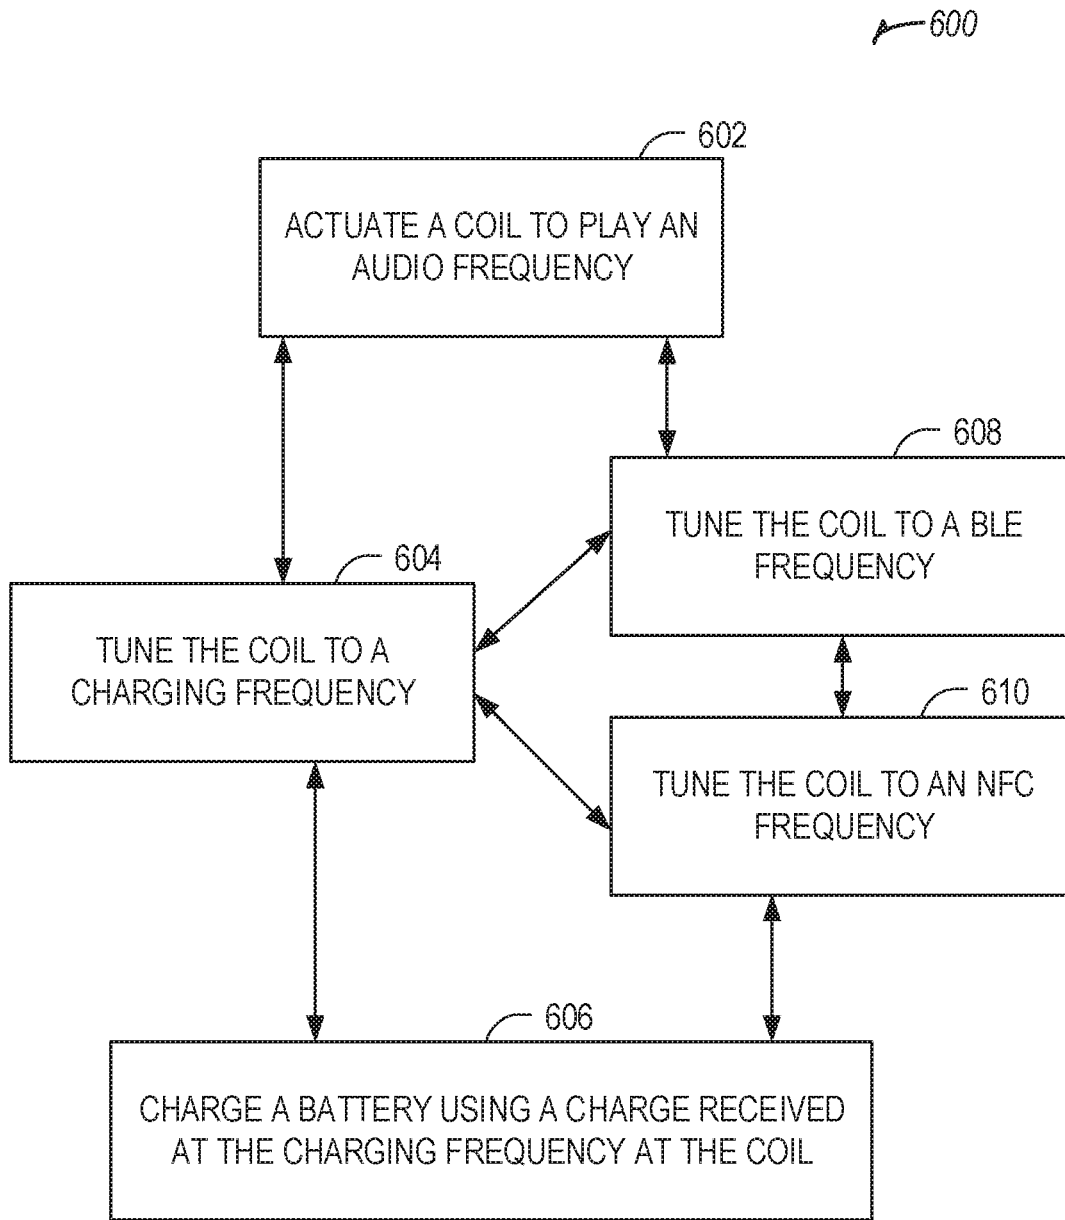 600
602
ACTUATE A COIL TO PLAY AN
AUDIO FREQUENCY
608
TUNE THE COIL TO A BLE
FREQUENCY
604
TUNE THE COIL TO A
CHARGING FREQUENCY
610
TUNE THE COIL TO AN NFC
FREQUENCY
606
CHARGE A BATTERY USING A CHARGE RECEIVED
AT THE CHARGING FREQUENCY AT THE COIL